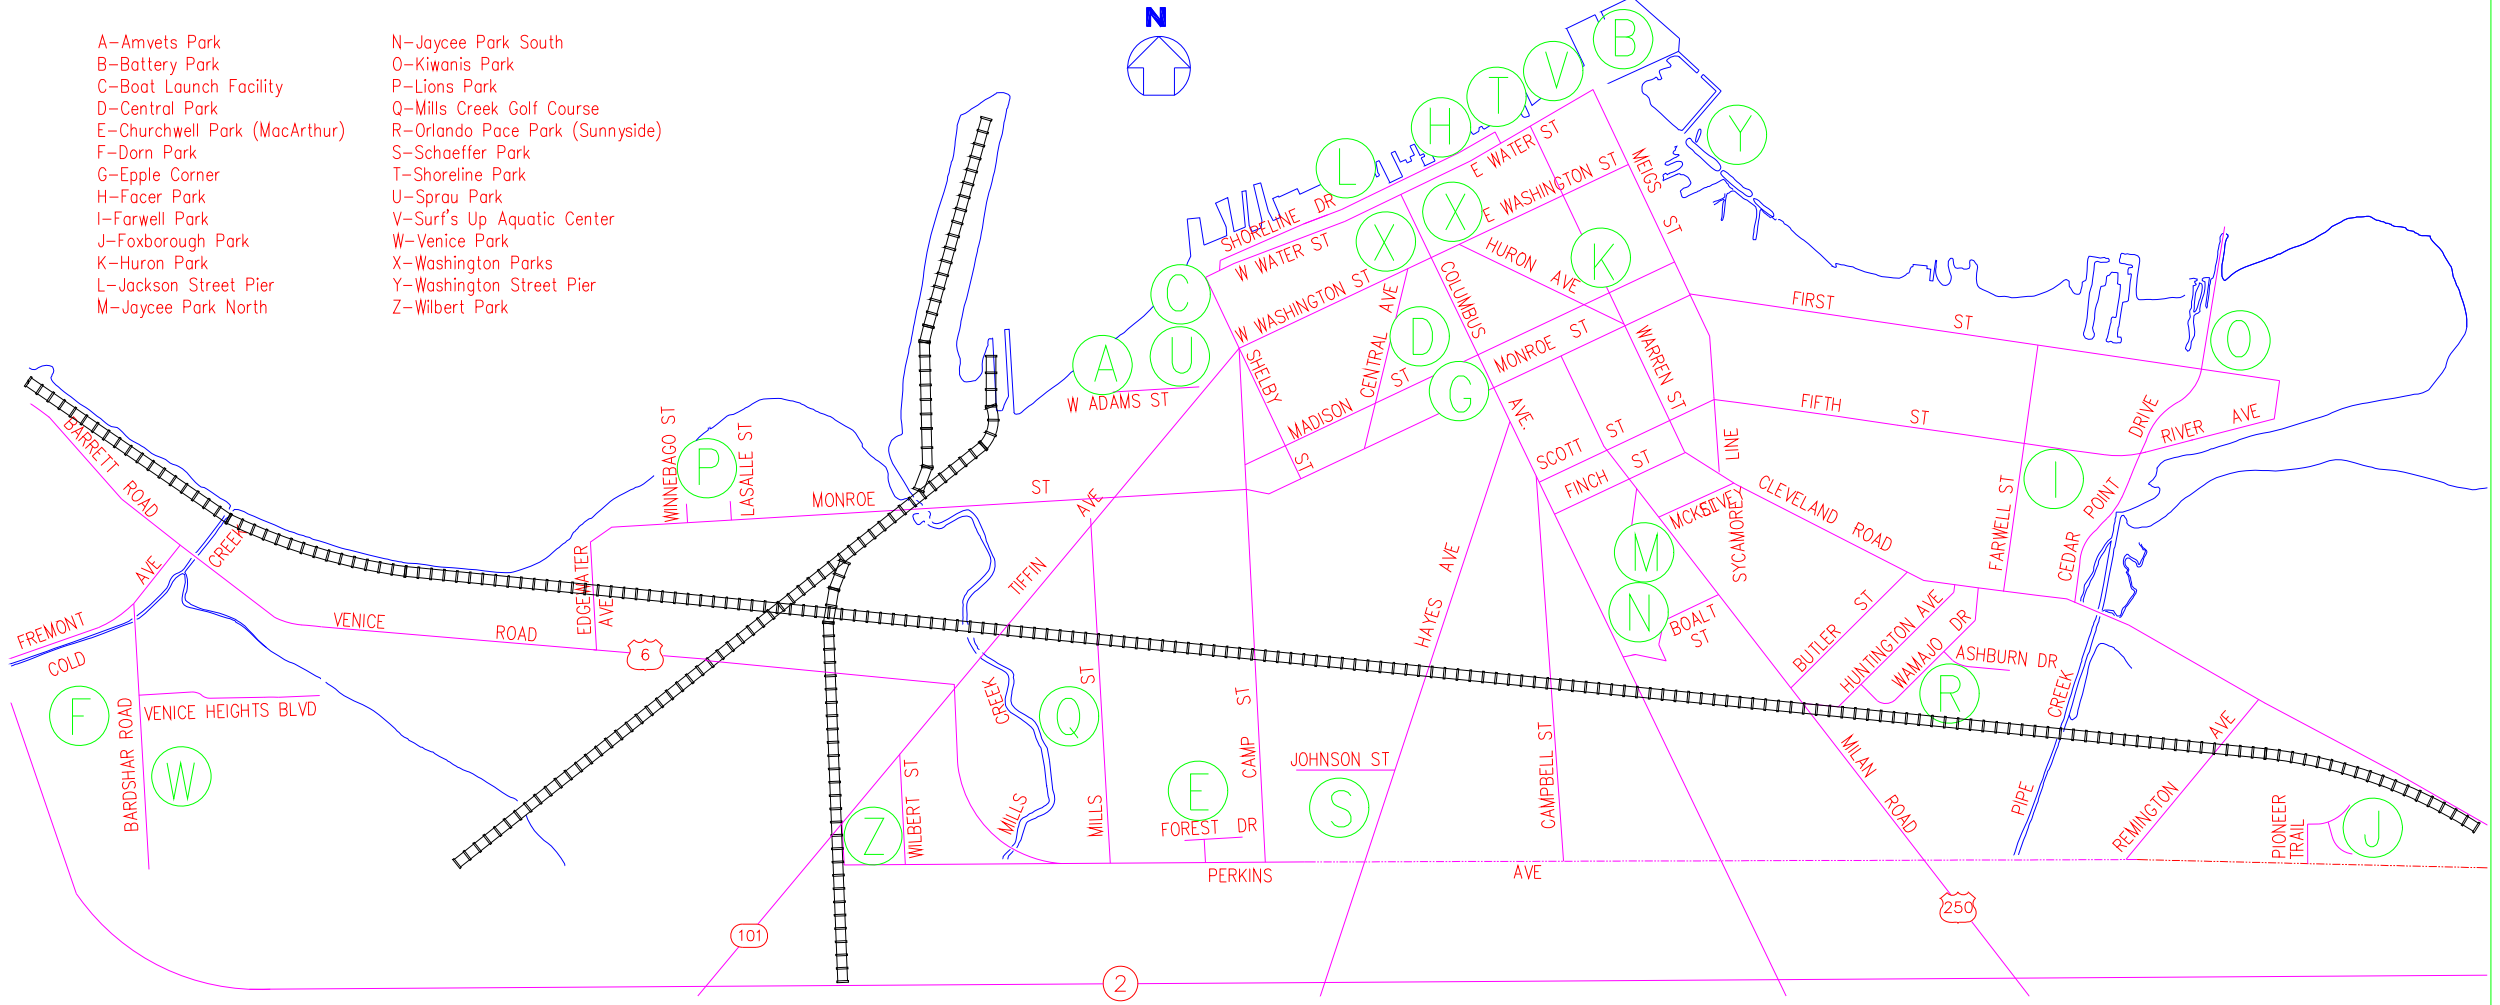 N
A-Amvets Park
B-Battery Park
C-Boat Launch Facility
D-Central Park
E-Churchwell Park (MacArthur)
F-Dorn Park
G-Epple Corner
H-Facer Park
I-Farwell Park
J-Foxborough Park
K-Huron Park
L-Jackson Street Pier
M-Jaycee Park North
N-Jaycee Park South
O-Kiwanis Park
P-Lions Park
Q-Mills Creek Golf Course
R-Orlando Pace Park (Sunnyside)
S-Schaeffer Park
T-Shoreline Park
U-Sprau Park
V-Surf's Up Aquatic Center
W-Venice Park
X-Washington Parks
Y-Washington Street Pier
Z-Wilbert Park
B
V
T
H
L
Y
X
X
K
C
U
A
D
G
O
I
P
M
N
F
W
Q
E
S
Z
R
J
E WATER ST
E WASHINGTON ST
MEIGS ST
SHORELINE DR
W WATER ST
W WASHINGTON ST
HURON AVE
COLUMBUS AVE.
CENTRAL AVE
SHELBY ST
MADISON ST
MONROE ST
WARREN ST
W ADAMS ST
FIRST ST
FIFTH ST
RIVER AVE
CEDAR POINT DRIVE
FARWELL ST
SCOTT ST
FINCH ST
LINE
MCKELVEY
SYCAMORE
CLEVELAND ROAD
BARRETT ROAD
WINNEBAGO ST
LASALLE ST
MONROE ST
TIFFIN AVE
HAYES AVE
EDGEWATER AVE
FREMONT AVE
COLD CREEK
VENICE ROAD
6
BARDSHAR ROAD
VENICE HEIGHTS BLVD
BOALT ST
BUTLER ST
HUNTINGTON AVE
WAMAJO DR
ASHBURN DR
MILLS CREEK
MILLS ST
CAMP ST
CAMPBELL ST
JOHNSON ST
FOREST DR
WILBERT ST
MILAN ROAD
PIPE CREEK
REMINGTON AVE
PIONEER TRAIL
PERKINS AVE
250
101
2